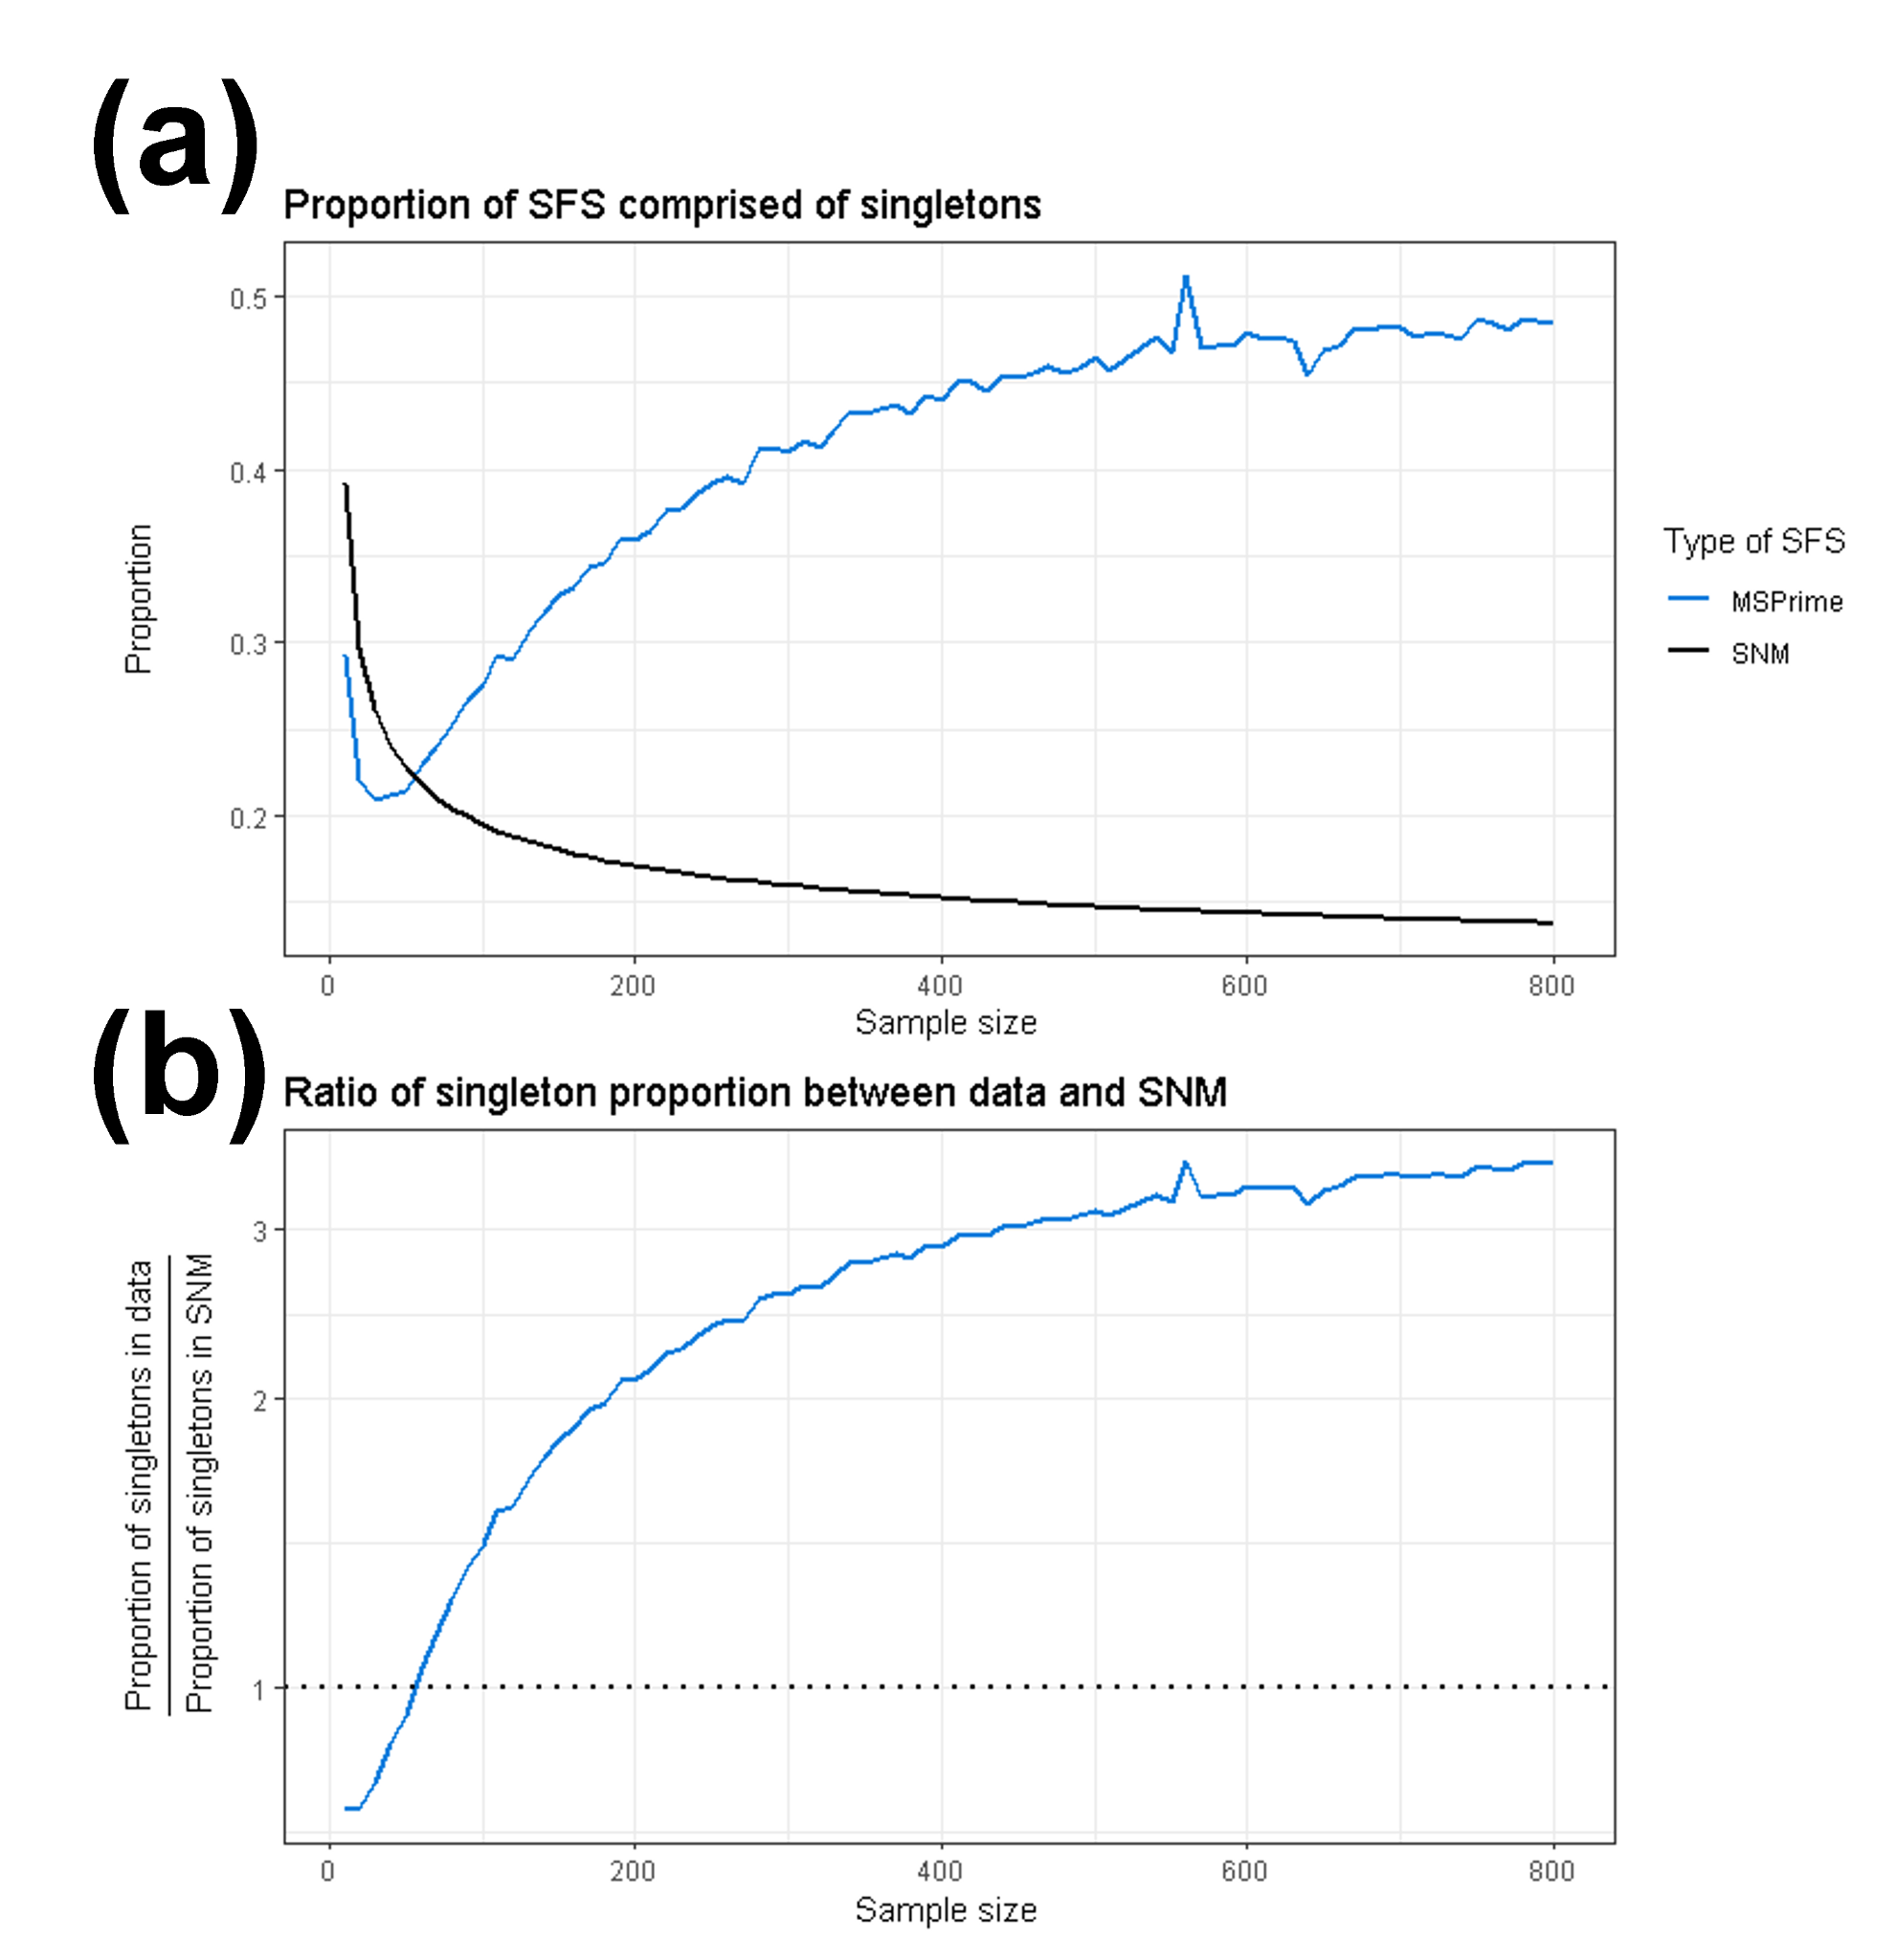 (a)
Proportion of SFS comprised of singletons
0.5
0.4
0.3
0.2
Proportion
0
200
400
600
800
Sample size
Type of SFS
MSPrime
SNM
(b)
Ratio of singleton proportion between data and SNM
3
2
1
Proportion of singletons in data
Proportion of singletons in SNM
0
200
400
600
800
Sample size